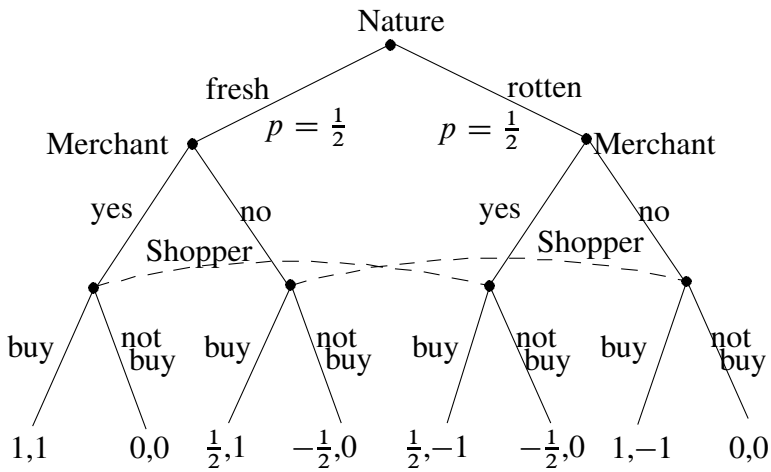 Nature
fresh rotten
p = 1/2 p = 1/2
Merchant Merchant
yes no yes no
Shopper Shopper
buy not buy buy not buy buy not buy buy not buy
1,1 0,0 1/2,1 −1/2,0 1/2,−1 −1/2,0 1,−1 0,0